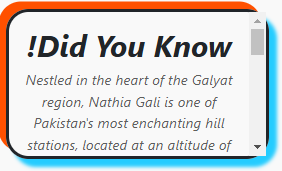 !Did You Know
Nestled in the heart of the Galyat
region, Nathia Gali is one of
Pakistan's most enchanting hill
stations, located at an altitude of